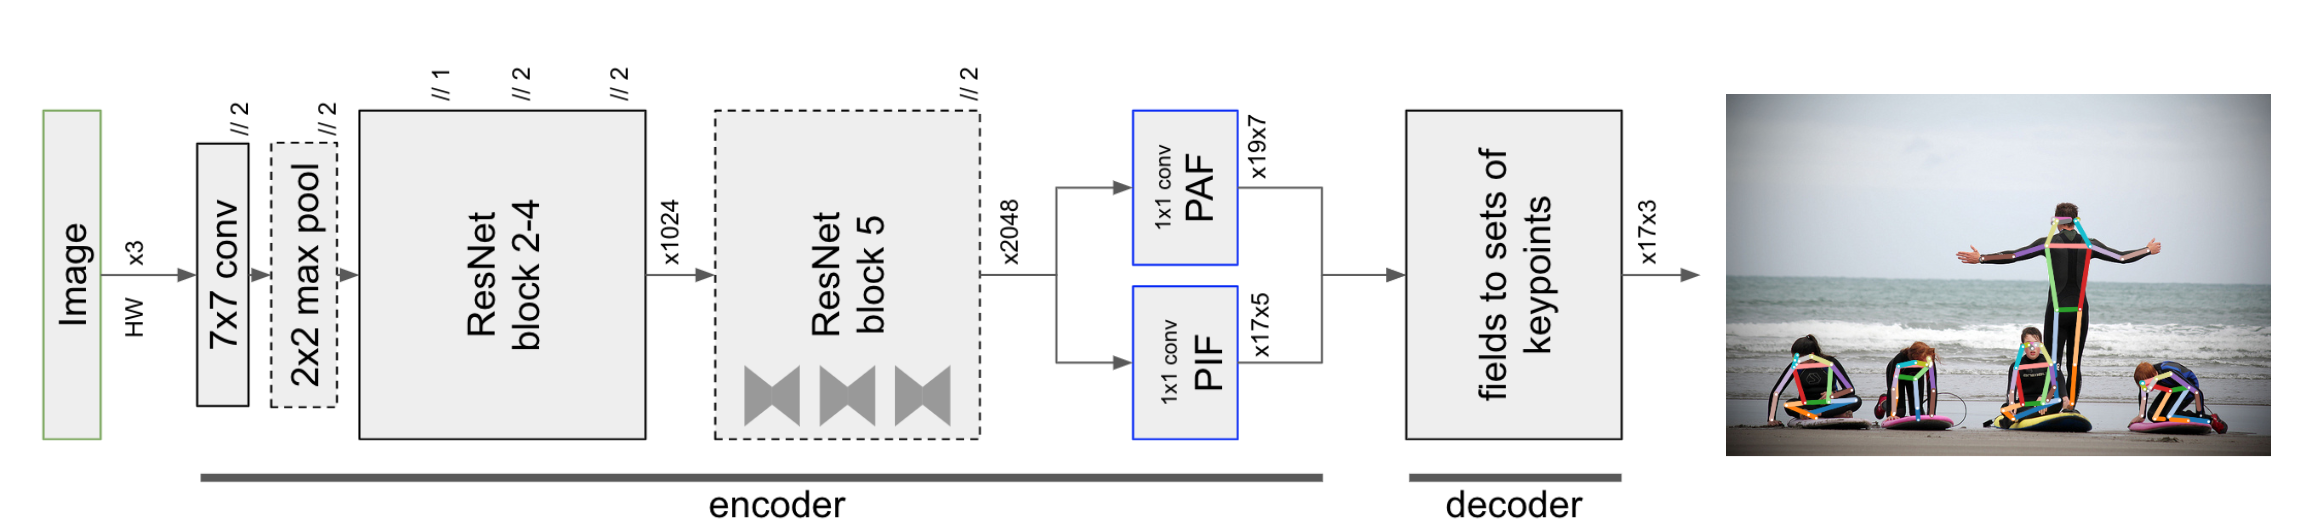 Image
x3
HW
7x7 conv
// 2
2x2 max pool
// 2
ResNet
block 2-4
// 1
// 2
// 2
x1024
ResNet
block 5
// 2
x2048
1x1 conv
PAF
x19x7
1x1 conv
PIF
x17x5
fields to sets of
keypoints
x17x3
encoder
decoder